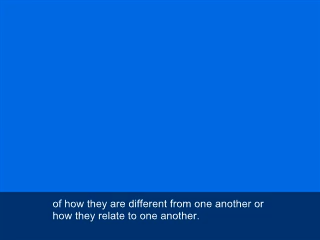 of how they are different from one another or
how they relate to one another.